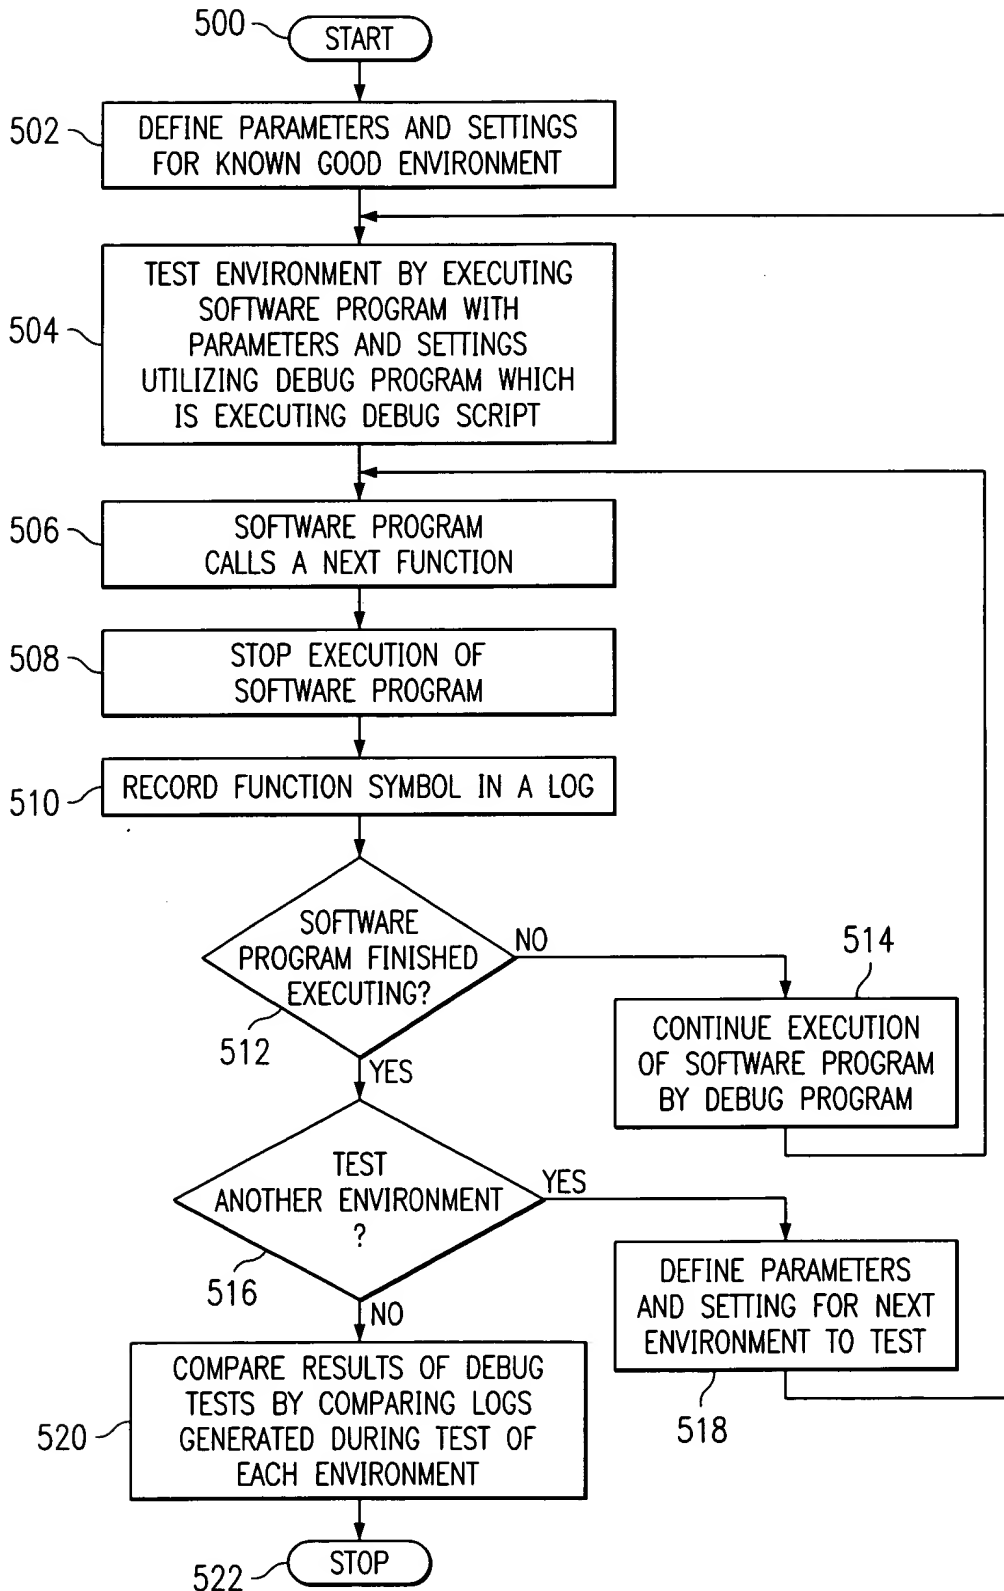 500
START
502
DEFINE PARAMETERS AND SETTINGS
FOR KNOWN GOOD ENVIRONMENT
504
TEST ENVIRONMENT BY EXECUTING
SOFTWARE PROGRAM WITH
PARAMETERS AND SETTINGS
UTILIZING DEBUG PROGRAM WHICH
IS EXECUTING DEBUG SCRIPT
506
SOFTWARE PROGRAM
CALLS A NEXT FUNCTION
508
STOP EXECUTION OF
SOFTWARE PROGRAM
510
RECORD FUNCTION SYMBOL IN A LOG
SOFTWARE
PROGRAM FINISHED
EXECUTING?
512
NO
YES
514
CONTINUE EXECUTION
OF SOFTWARE PROGRAM
BY DEBUG PROGRAM
TEST
ANOTHER ENVIRONMENT
?
516
YES
NO
DEFINE PARAMETERS
AND SETTING FOR NEXT
ENVIRONMENT TO TEST
518
520
COMPARE RESULTS OF DEBUG
TESTS BY COMPARING LOGS
GENERATED DURING TEST OF
EACH ENVIRONMENT
522
STOP